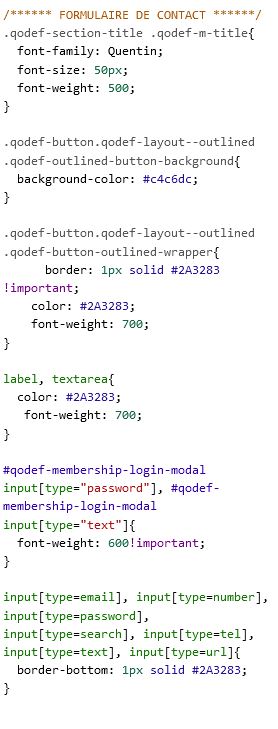 /****** FORMULAIRE DE CONTACT ******/
.qodef-section-title .qodef-m-title{
font-family: Quentin;
font-size: 50px;
font-weight: 500;
}
.qodef-button.qodef-layout--outlined
.qodef-outlined-button-background{
background-color: #c4c6dc;
}
.qodef-button.qodef-layout--outlined
.qodef-button-outlined-wrapper{
border: 1px solid #2A3283
!important;
color: #2A3283;
font-weight: 700;
}
label, textarea{
color: #2A3283;
font-weight: 700;
}
#qodef-membership-login-modal
input[type="password"], #qodef-
membership-login-modal
input[type="text"]{
font-weight: 600!important;
}
input[type=email], input[type=number],
input[type=password],
input[type=search], input[type=tel],
input[type=text], input[type=url]{
border-bottom: 1px solid #2A3283;
}